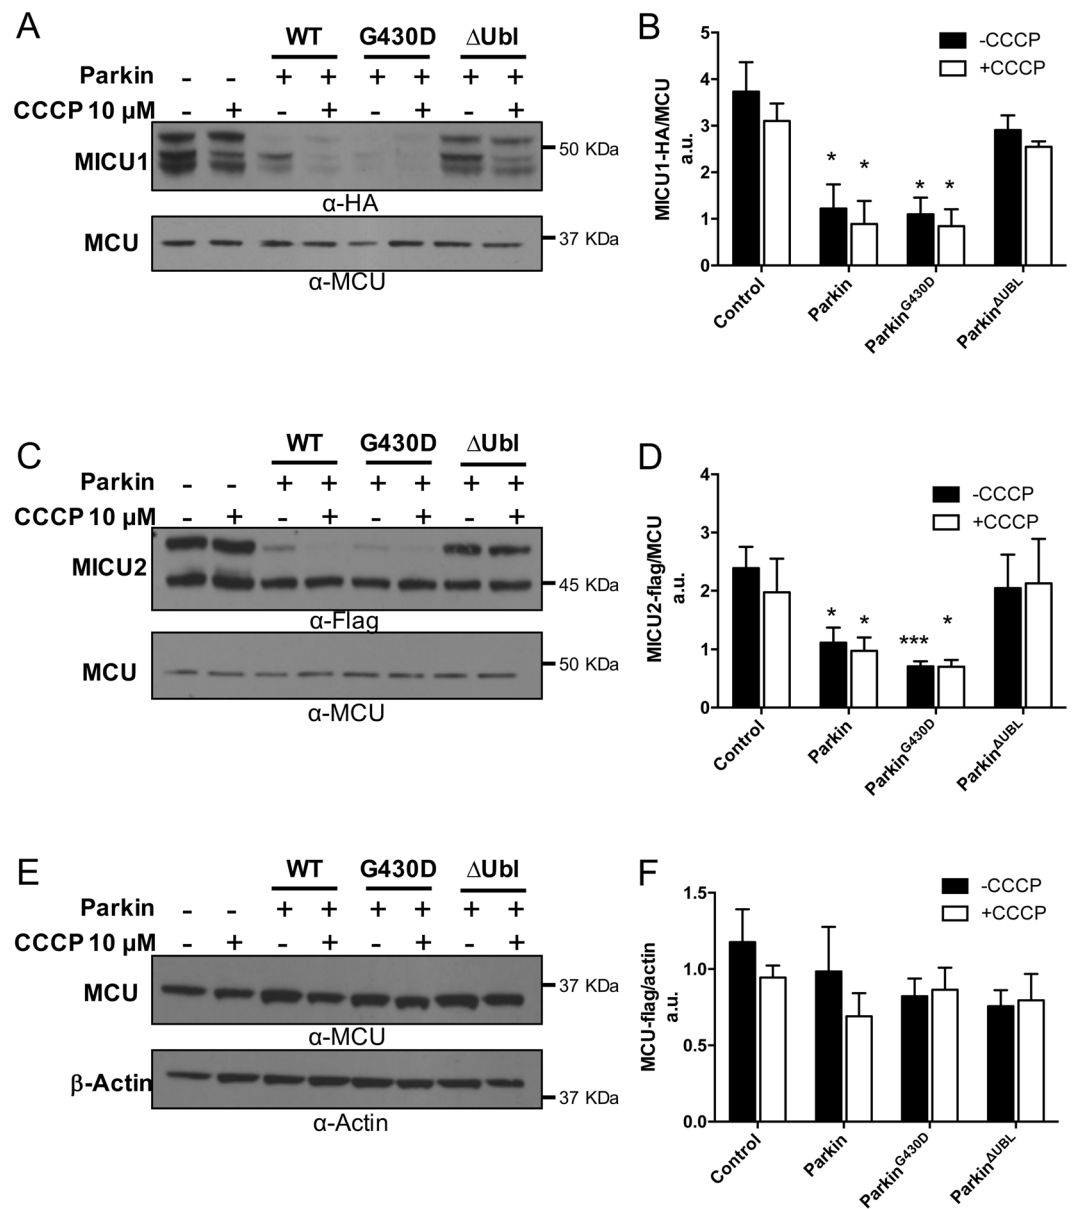 A
WT G430D ΔUbl
Parkin - - + + + + + +
CCCP 10 µM - + - + - + - +
MICU1
50 KDa
α-HA
MCU
37 KDa
α-MCU
B
-CCCP
+CCCP
MICU1-HA/MCU
a.u.
5
4
3
2
1
0
* * * *
Control Parkin ParkinG430D ParkinΔUBL
C
WT G430D ΔUbl
Parkin - - + + + + + +
CCCP 10 µM - + - + - + - +
MICU2
45 KDa
α-Flag
MCU
50 KDa
α-MCU
D
-CCCP
+CCCP
MICU2-flag/MCU
a.u.
4
3
2
1
0
* * *** *
Control Parkin ParkinG430D ParkinΔUBL
E
WT G430D ΔUbl
Parkin - - + + + + + +
CCCP 10 µM - + - + - + - +
MCU
37 KDa
α-MCU
β-Actin
37 KDa
α-Actin
F
-CCCP
+CCCP
MCU-flag/actin
a.u.
1.5
1.0
0.5
0.0
Control Parkin ParkinG430D ParkinΔUBL